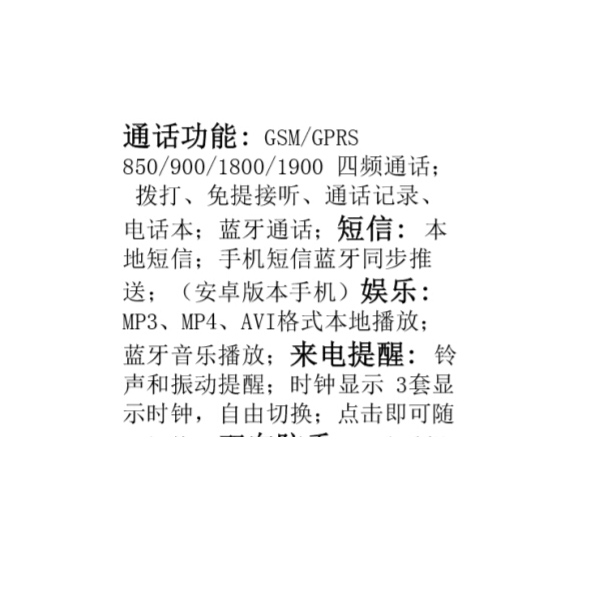 通话功能：GSM/GPRS
850/900/1800/1900 四频通话；
拨打、免提接听、通话记录、
电话本；蓝牙通话；短信：本
地短信；手机短信蓝牙同步推
送；（安卓版本手机）娱乐：
MP3、MP4、AVI格式本地播放；
蓝牙音乐播放；来电提醒：铃
声和振动提醒；时钟显示 3套显
示时钟，自由切换；点击即可随